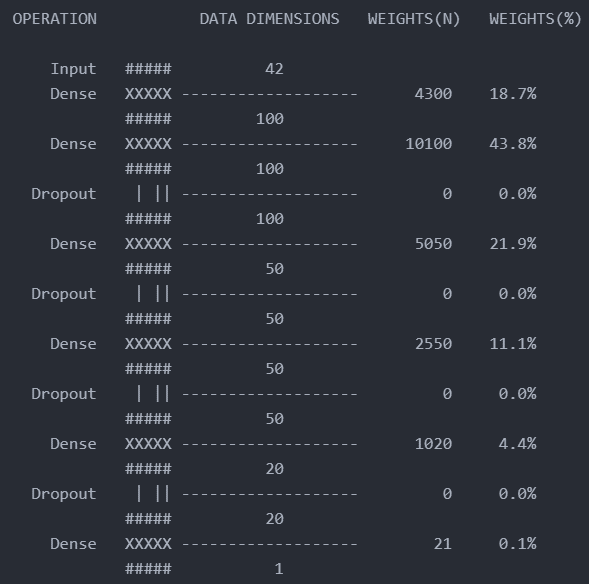 OPERATION           DATA DIMENSIONS   WEIGHTS(N)   WEIGHTS(%)
    Input   #####          42
    Dense   XXXXX -------------------      4300    18.7%
            #####         100
    Dense   XXXXX -------------------     10100    43.8%
            #####         100
  Dropout    | || -------------------         0     0.0%
            #####         100
    Dense   XXXXX -------------------      5050    21.9%
            #####          50
  Dropout    | || -------------------         0     0.0%
            #####          50
    Dense   XXXXX -------------------      2550    11.1%
            #####          50
  Dropout    | || -------------------         0     0.0%
            #####          50
    Dense   XXXXX -------------------      1020     4.4%
            #####          20
  Dropout    | || -------------------         0     0.0%
            #####          20
    Dense   XXXXX -------------------        21     0.1%
            #####           1